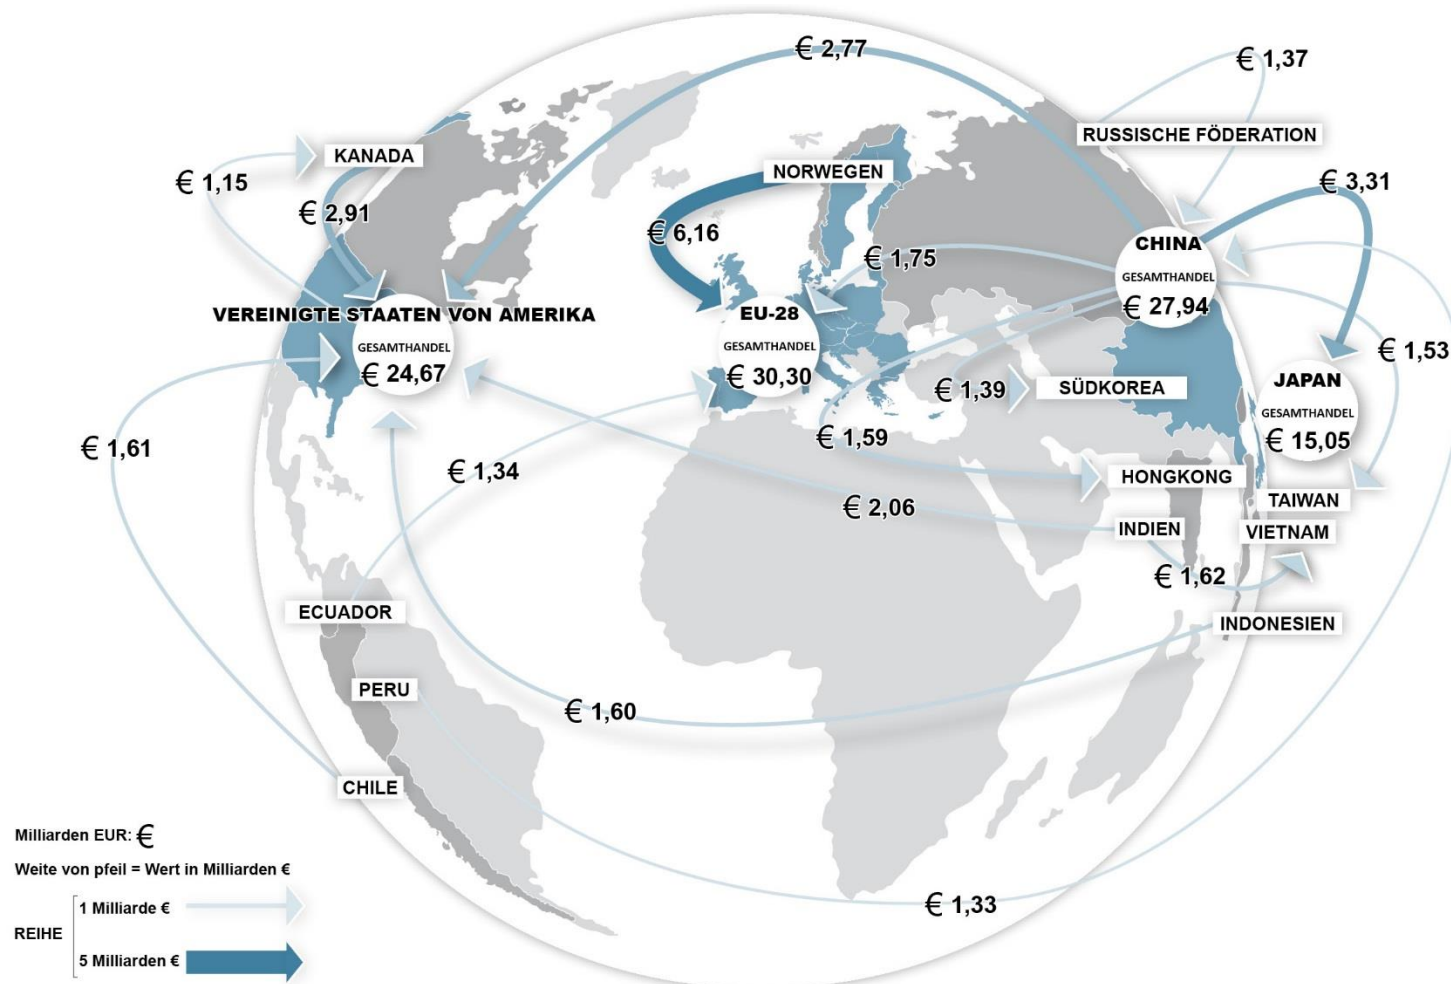 € 2,77
€ 1,37
RUSSISCHE FÖDERATION
KANADA
€ 1,15
NORWEGEN
€ 3,31
€ 2,91
€ 6,16
€ 1,75
CHINA
GESAMTHANDEL
€ 27,94
VEREINIGTE STAATEN VON AMERIKA
GESAMTHANDEL
€ 24,67
EU-28
GESAMTHANDEL
€ 30,30
€ 1,53
€ 1,39
SÜDKOREA
JAPAN
GESAMTHANDEL
€ 15,05
€ 1,61
€ 1,59
€ 1,34
HONGKONG
TAIWAN
€ 2,06
INDIEN
VIETNAM
€ 1,62
ECUADOR
INDONESIEN
PERU
€ 1,60
CHILE
€ 1,33
Milliarden EUR: €
Weite von pfeil = Wert in Milliarden €
REIHE
1 Milliarde €
5 Milliarden €